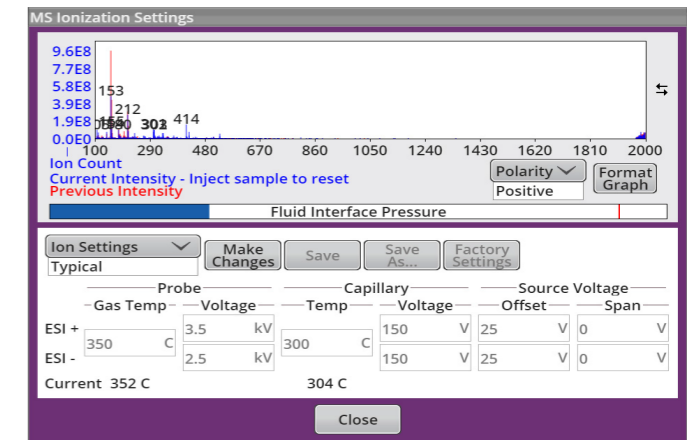 MS Ionization Settings
9.6E8
7.7E8
5.8E8
3.9E8
1.9E8
0.0E0
153
212
303
414
100 290 480 670 860 1050 1240 1430 1620 1810 2000
Ion Count
Current Intensity - Inject sample to reset
Previous Intensity
Polarity
Positive
Format
Graph
Fluid Interface Pressure
Ion Settings
Typical
Make
Changes
Save
Save
As...
Factory
Settings
Probe Capillary Source Voltage
Gas Temp Voltage Temp Voltage Offset Span
ESI + 3.5 kV 150 V 25 V 0 V
350 C 300 C
ESI - 2.5 kV 150 V 25 V 0 V
Current 352 C 304 C
Close